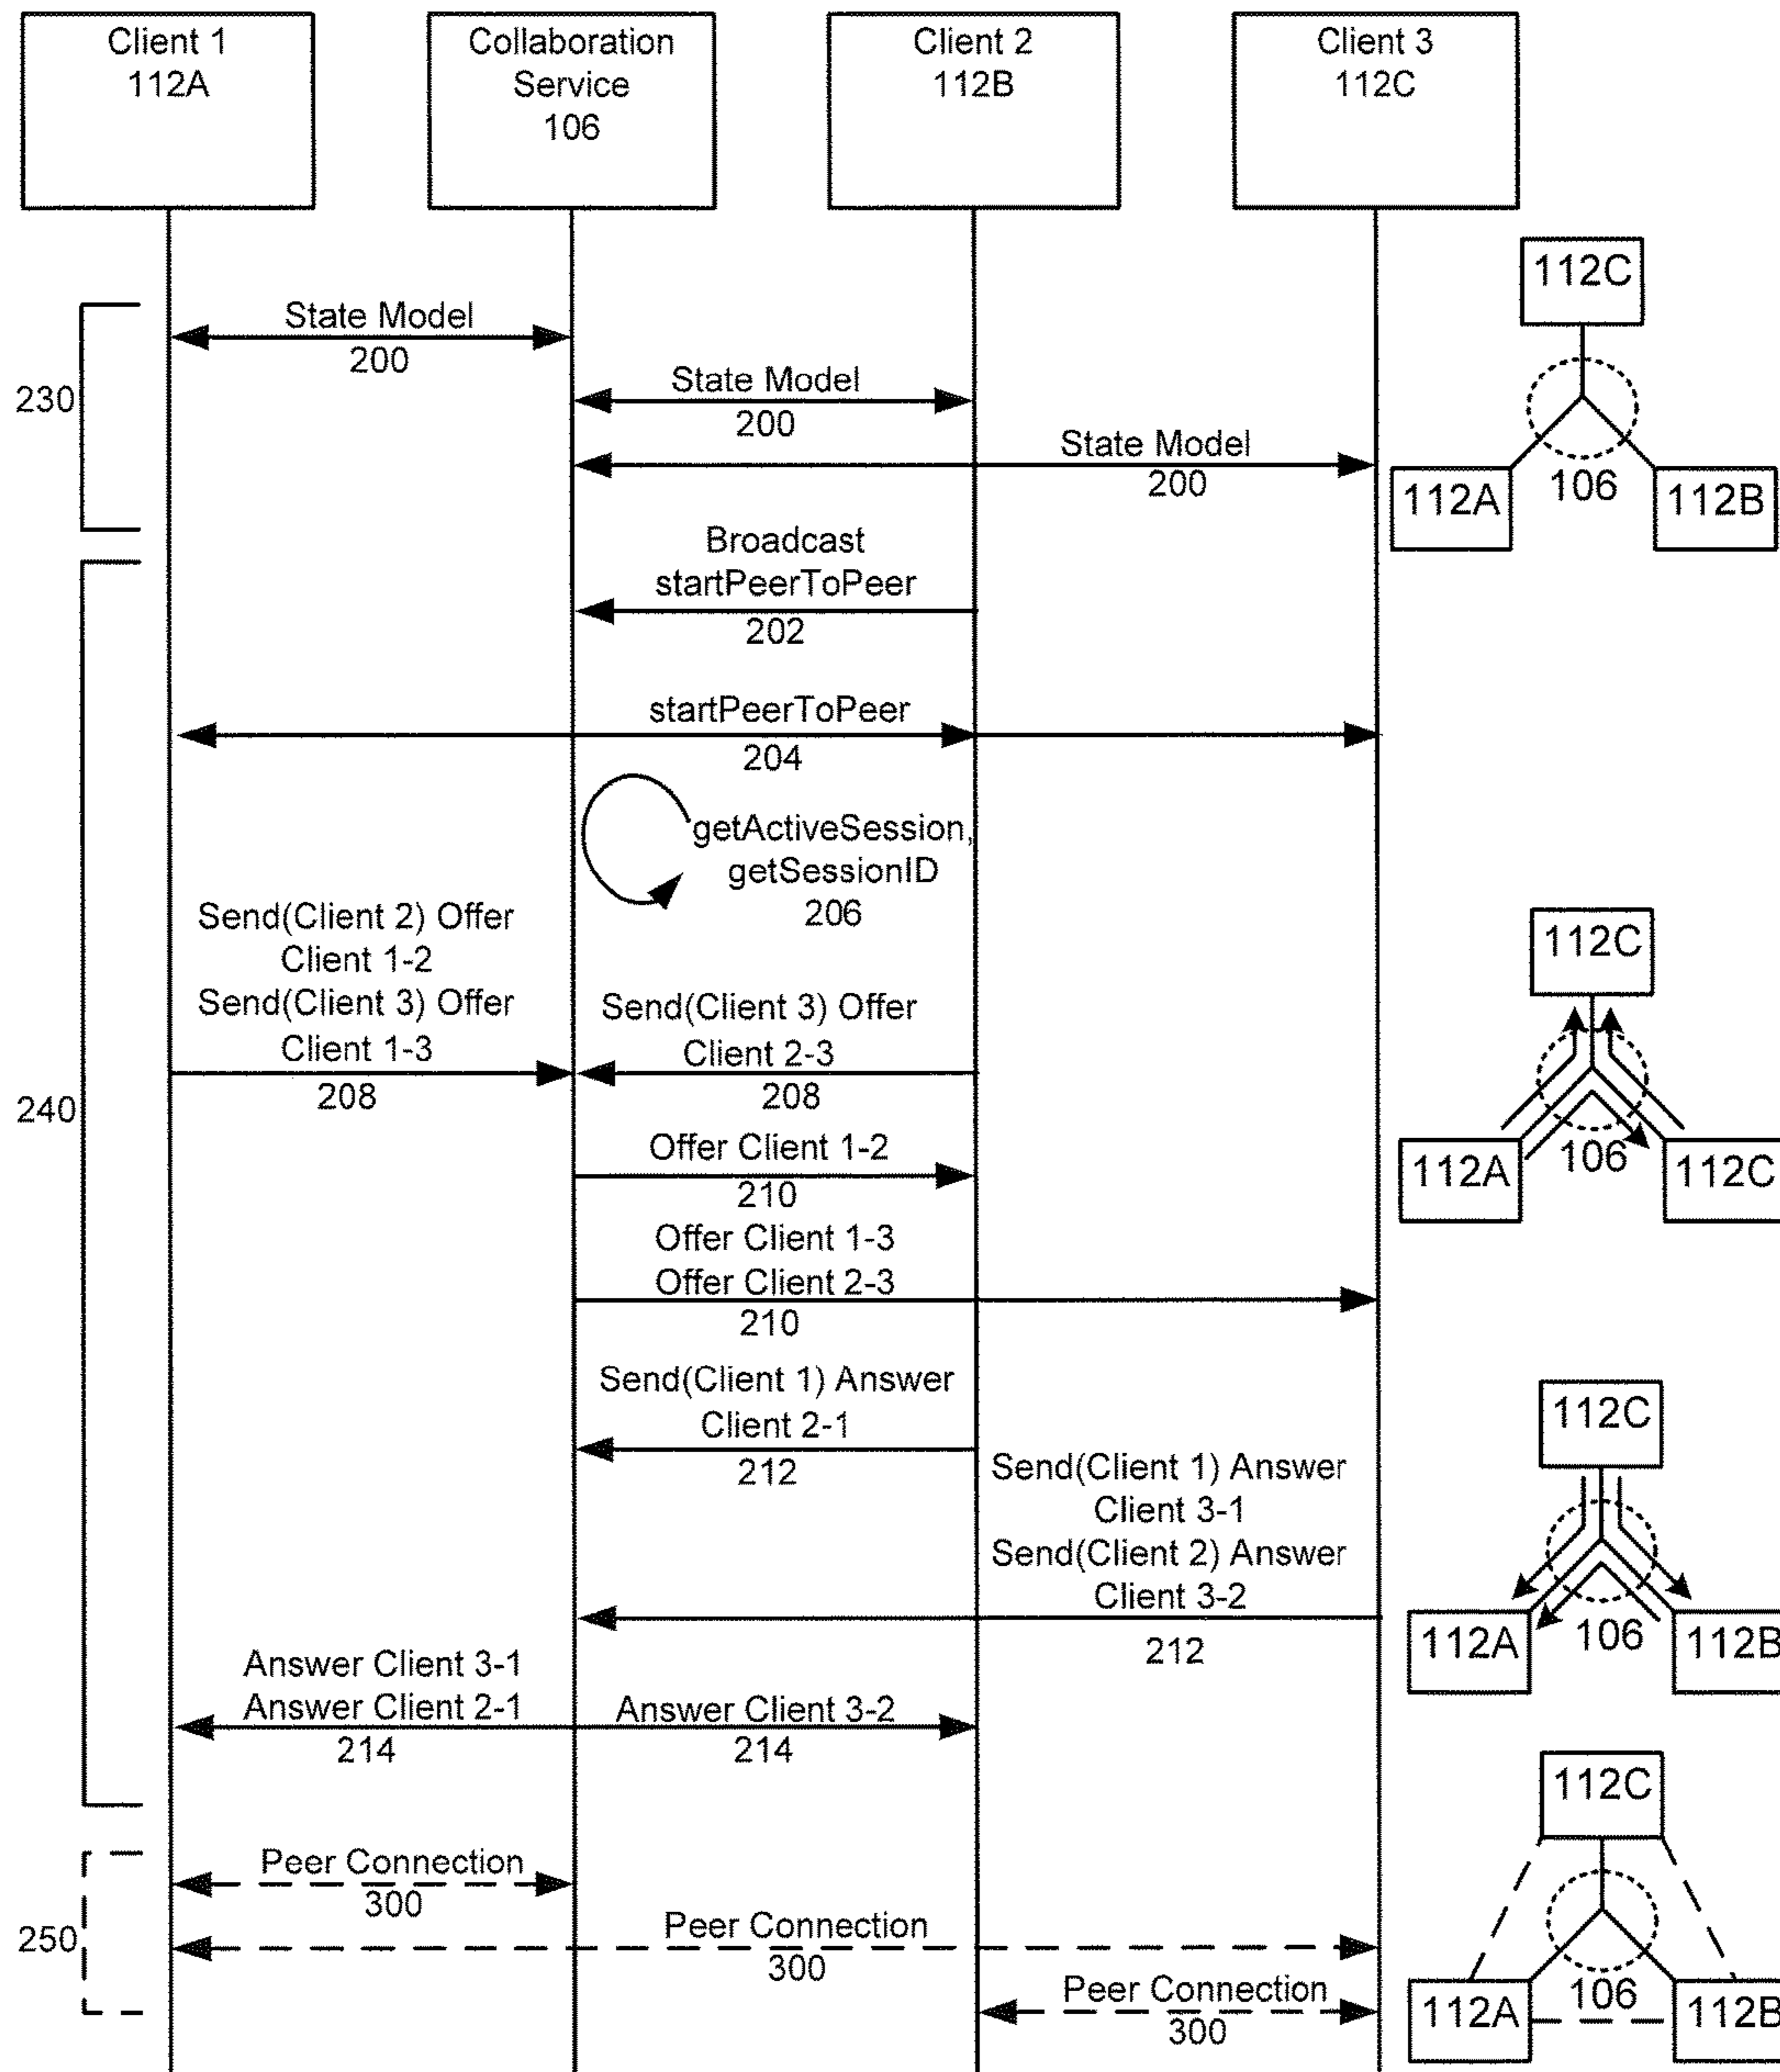 Client 1
112A
Collaboration
Service
106
Client 2
112B
Client 3
112C
112C
State Model
200
230
State Model
200
State Model
200
112A
106
112B
Broadcast
startPeerToPeer
202
startPeerToPeer
204
getActiveSession,
getSessionID
206
240
Send(Client 2) Offer
Client 1-2
Send(Client 3) Offer
Client 1-3
208
Send(Client 3) Offer
Client 2-3
208
112C
112A
106
112C
Offer Client 1-2
210
Offer Client 1-3
Offer Client 2-3
210
Send(Client 1) Answer
Client 2-1
212
Send(Client 1) Answer
Client 3-1
Send(Client 2) Answer
Client 3-2
212
112C
112A
106
112B
Answer Client 3-1
Answer Client 2-1
214
Answer Client 3-2
214
250
Peer Connection
300
Peer Connection
300
Peer Connection
300
112C
112A
106
112B